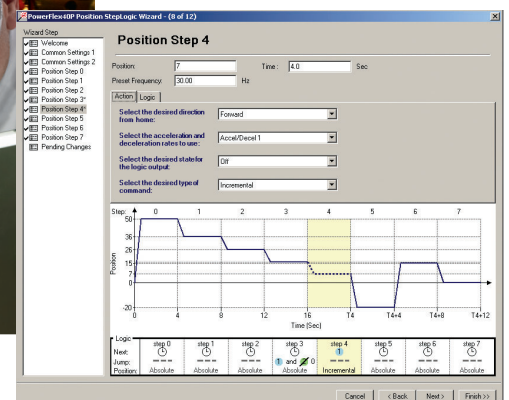 PowerFlex40P Position StepLogic Wizard - (8 of 12)
Wizard Step
Welcome
Common Settings 1
Common Settings 2
Position Step 0
Position Step 1
Position Step 2
Position Step 3*
Position Step 4*
Position Step 5
Position Step 6
Position Step 7
Pending Changes
Position Step 4
Position: 7 Time: 4.0 Sec
Preset Frequency: 30.00 Hz
Action Logic
Select the desired direction from home: Forward
Select the acceleration and deceleration rates to use: Accel/Decel 1
Select the desired state for the logic output: Off
Select the desired type of command: Incremental
Step: 0 1 2 3 4 5 6 7
50
36
26
15
7
0
-20
Position
0 4 8 12 16 T4 T4+4 T4+8 T4+12
Time (Sec)
Logic
step 0 step 1 step 2 step 3 step 4 step 5 step 6 step 7
Next: 1
Jump: --- --- --- 1 and 2 0 --- --- --- ---
Position: Absolute Absolute Absolute Absolute Incremental Absolute Absolute Absolute
Cancel < Back Next > Finish >>